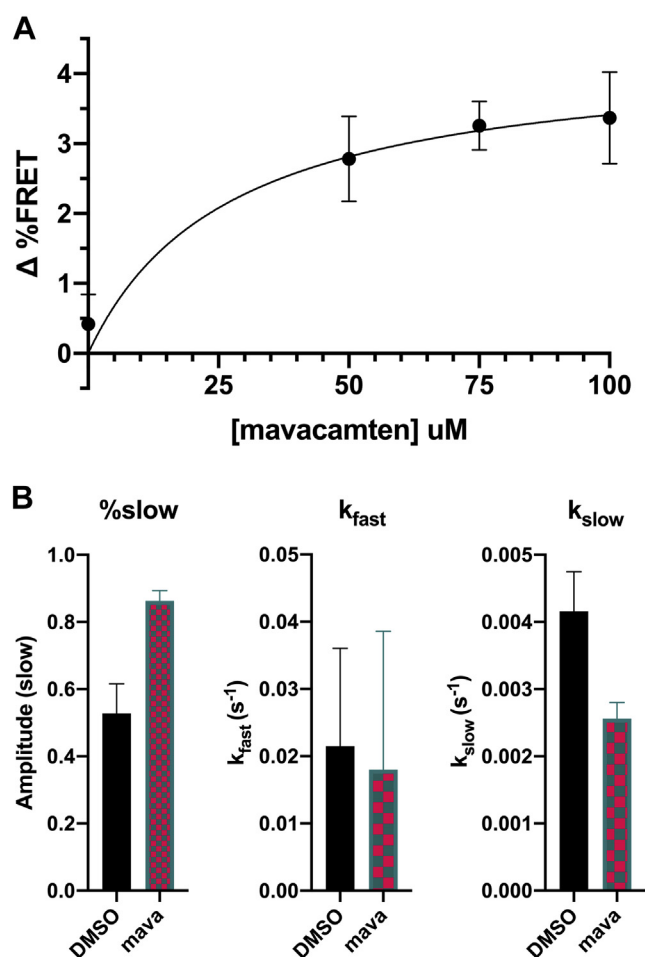 A
Δ %FRET
4
3
2
1
0
25 50 75 100
[mavacamten] uM
B
%slow
Amplitude (slow)
1.0
0.8
0.6
0.4
0.2
0.0
DMSO mava
kfast
kfast (s-1)
0.05
0.04
0.03
0.02
0.01
0.00
DMSO mava
kslow
kslow (s-1)
0.005
0.004
0.003
0.002
0.001
0.000
DMSO mava